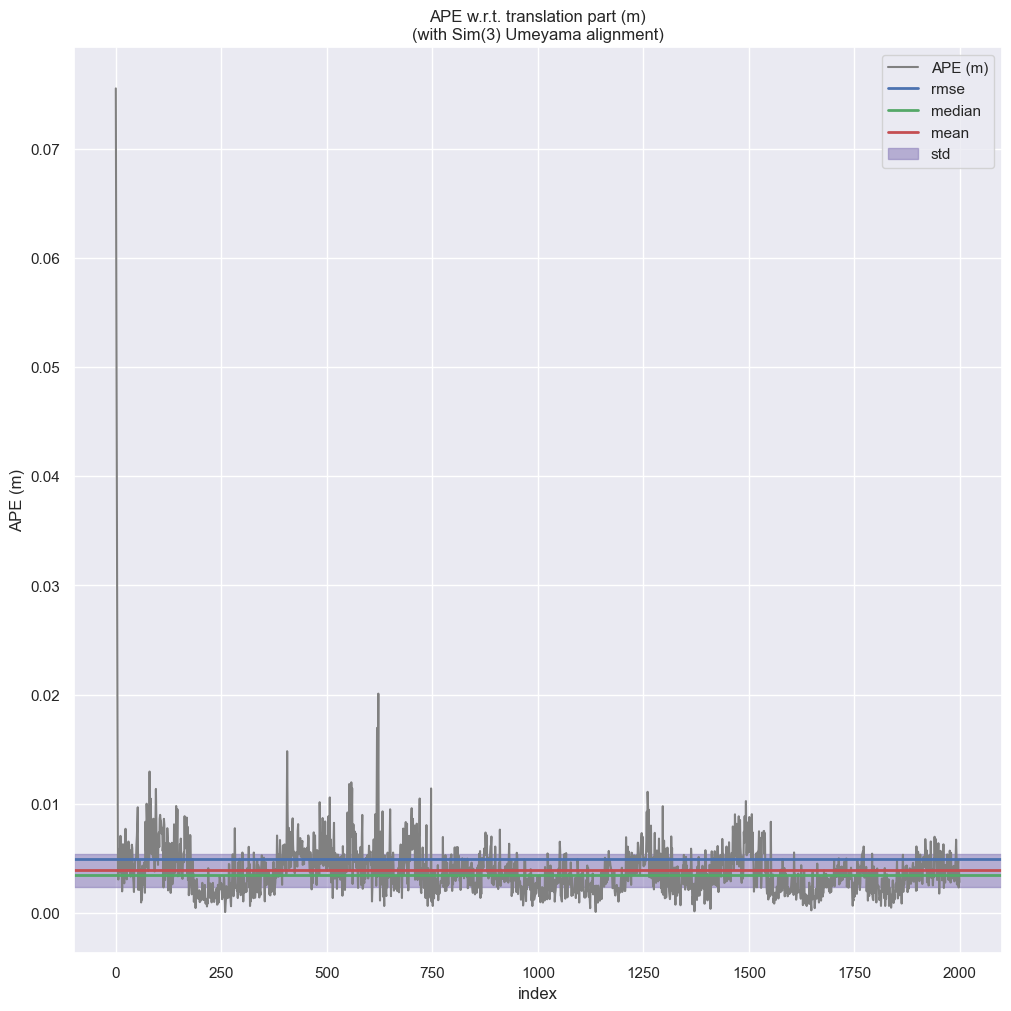 APE w.r.t. translation part (m)
(with Sim(3) Umeyama alignment)
APE (m)
rmse
median
mean
std
0.07
0.06
0.05
0.04
0.03
0.02
0.01
0.00
APE (m)
0 250 500 750 1000 1250 1500 1750 2000
index